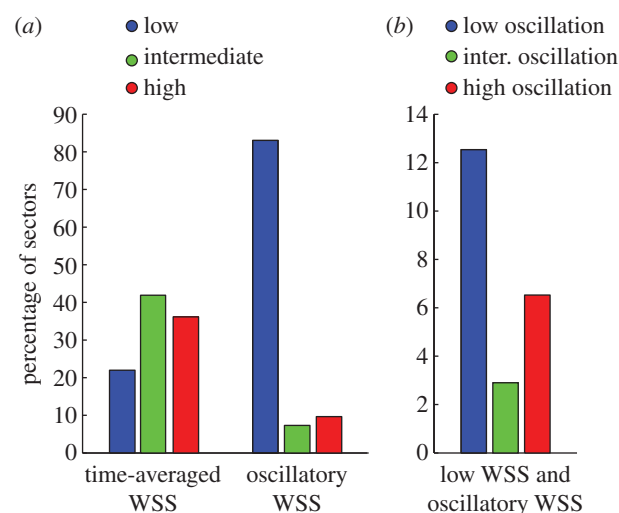 (a)
low
intermediate
high
percentage of sectors
90
80
70
60
50
40
30
20
10
0
time-averaged
WSS
oscillatory
WSS
(b)
low oscillation
inter. oscillation
high oscillation
14
12
10
8
6
4
2
0
low WSS and
oscillatory WSS